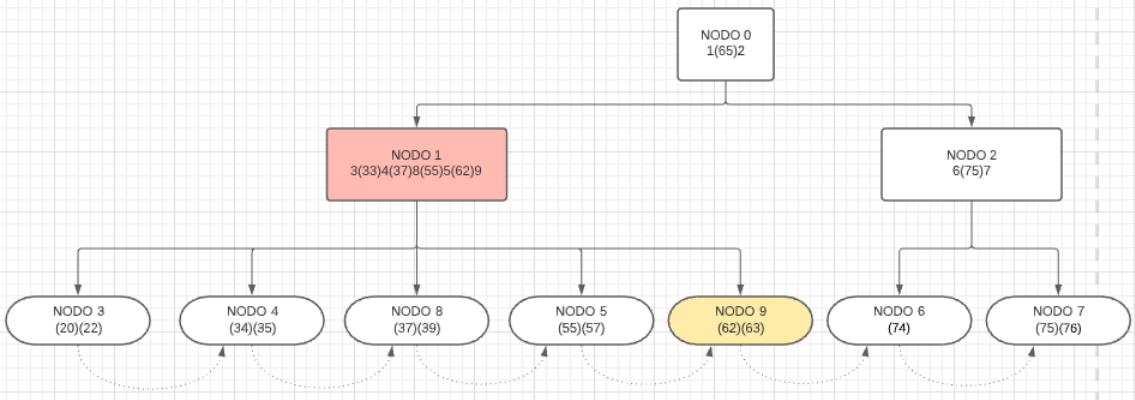 NODO 0
1(65)2
NODO 1
3(33)4(37)8(55)5(62)9
NODO 2
6(75)7
NODO 3
(20)(22)
NODO 4
(34)(35)
NODO 8
(37)(39)
NODO 5
(55)(57)
NODO 9
(62)(63)
NODO 6
(74)
NODO 7
(75)(76)